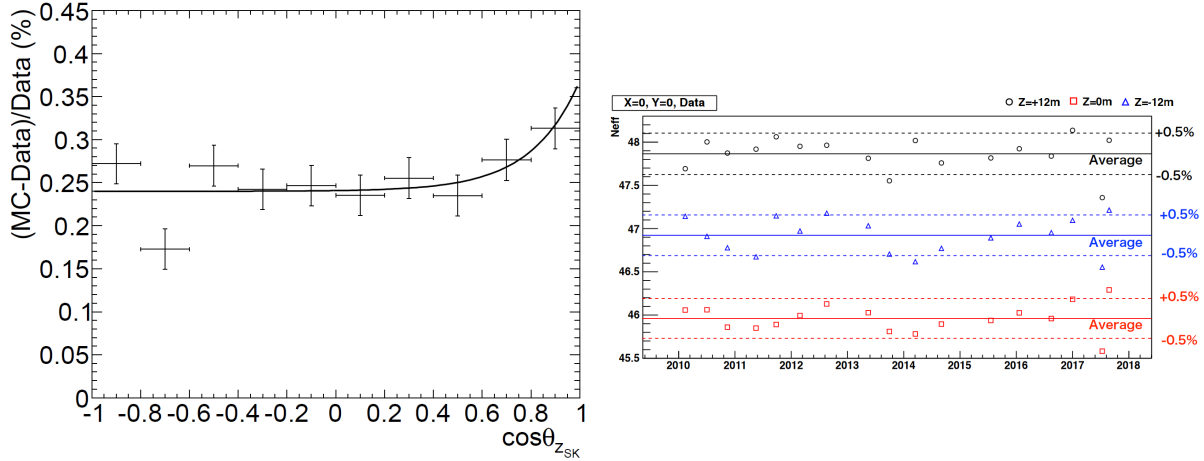 (MC-Data)/Data (%)
0.45
0.4
0.35
0.3
0.25
0.2
0.15
0.1
0.05
0
-1 -0.8 -0.6 -0.4 -0.2 0 0.2 0.4 0.6 0.8 1
cosθ_zSK
X=0, Y=0, Data
Z=+12m Z=0m Z=-12m
Neff
48
47.5
47
46.5
46
45.5
+0.5%
Average
-0.5%
+0.5%
Average
-0.5%
+0.5%
Average
-0.5%
2010 2011 2012 2013 2014 2015 2016 2017 2018